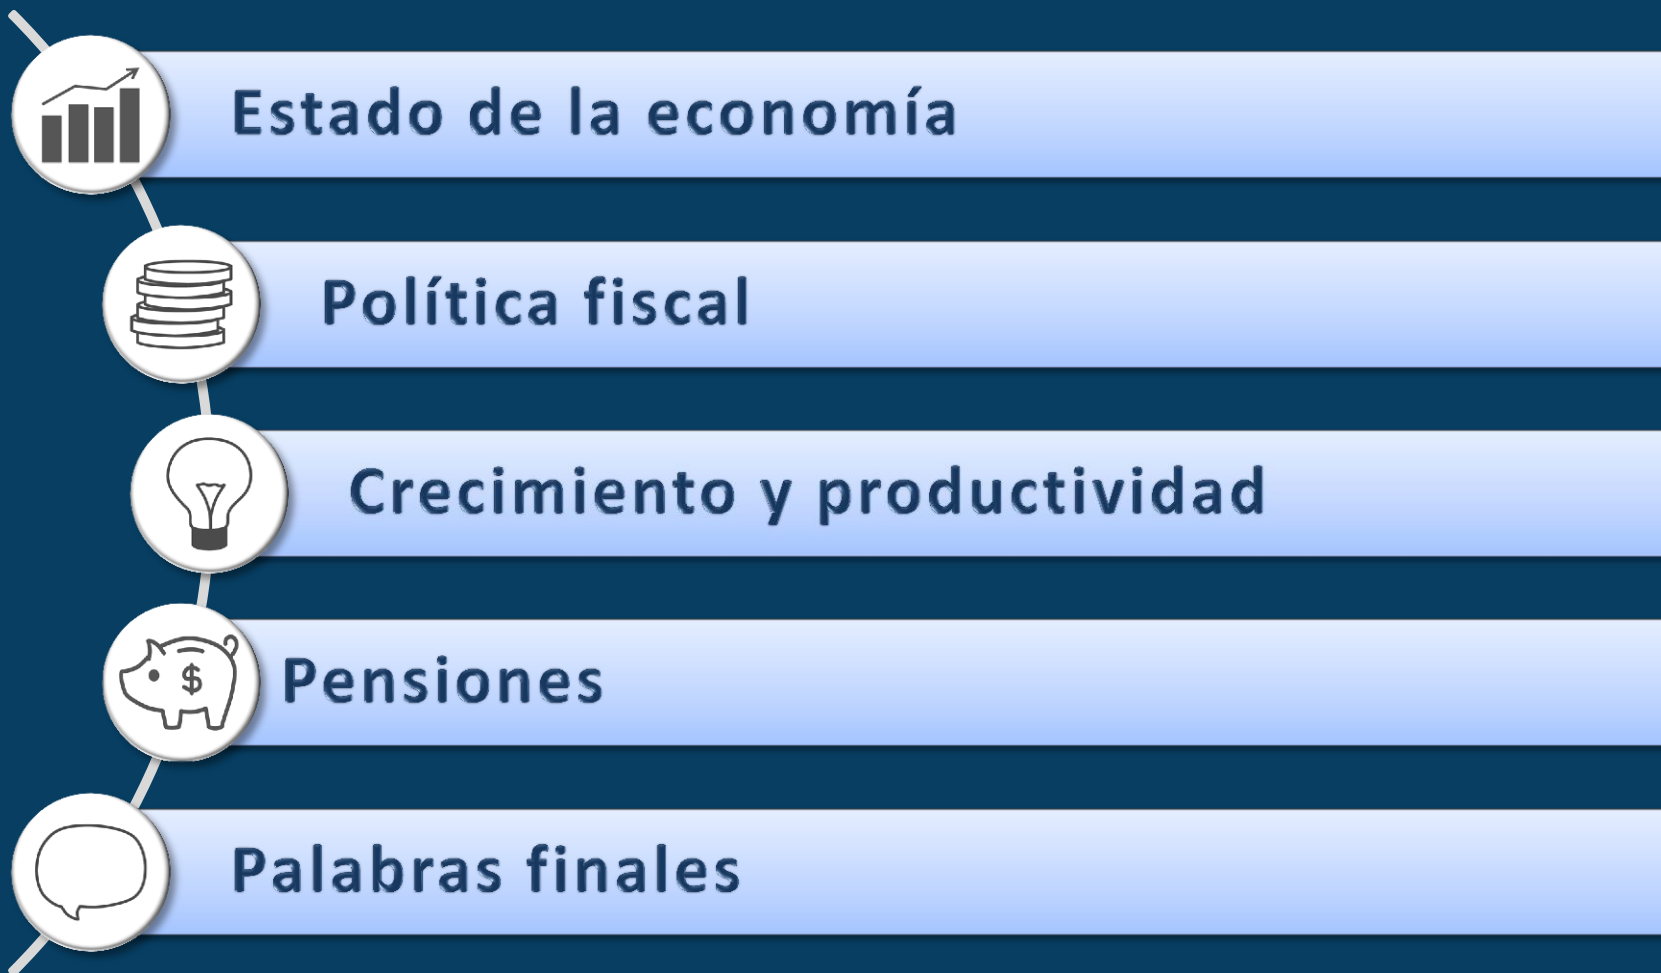 Estado de la economía
Política fiscal
Crecimiento y productividad
$
Pensiones
Palabras finales